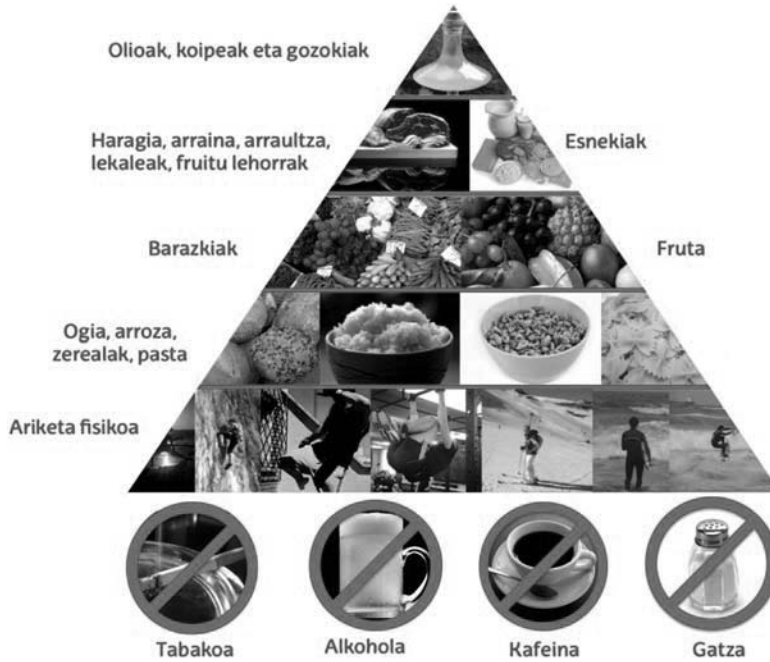 Olioak, koipeak eta gozokiak
Haragia, arraina, arraultza,
lekaleak, fruitu lehorrak
Esnekiak
Barazkiak
Fruta
Ogia, arroza,
zerealak, pasta
Ariketa fisikoa
Tabakoa
Alkohola
Kafeina
Gatza